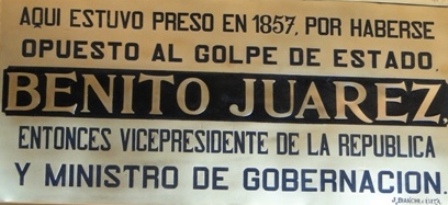 AQUI ESTUVO PRESO EN 1857, POR HABERSE
OPUESTO AL GOLPE DE ESTADO.
BENITO JUAREZ,
ENTONCES VICEPRESIDENTE DE LA REPUBLICA
Y MINISTRO DE GOBERNACION.